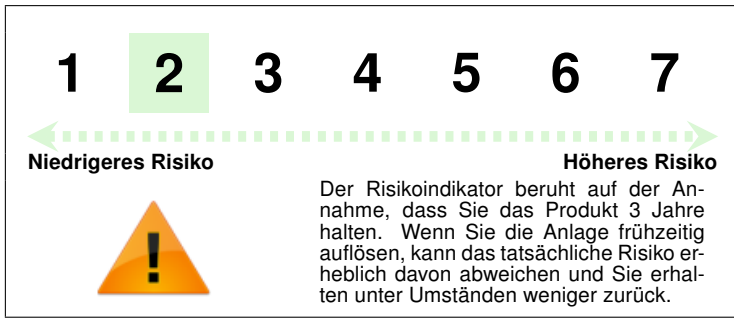 1 2 3 4 5 6 7
Niedrigeres Risiko Höheres Risiko
Der Risikoindikator beruht auf der An-
nahme, dass Sie das Produkt 3 Jahre
halten. Wenn Sie die Anlage frühzeitig
auflösen, kann das tatsächliche Risiko er-
heblich davon abweichen und Sie erhal-
ten unter Umständen weniger zurück.